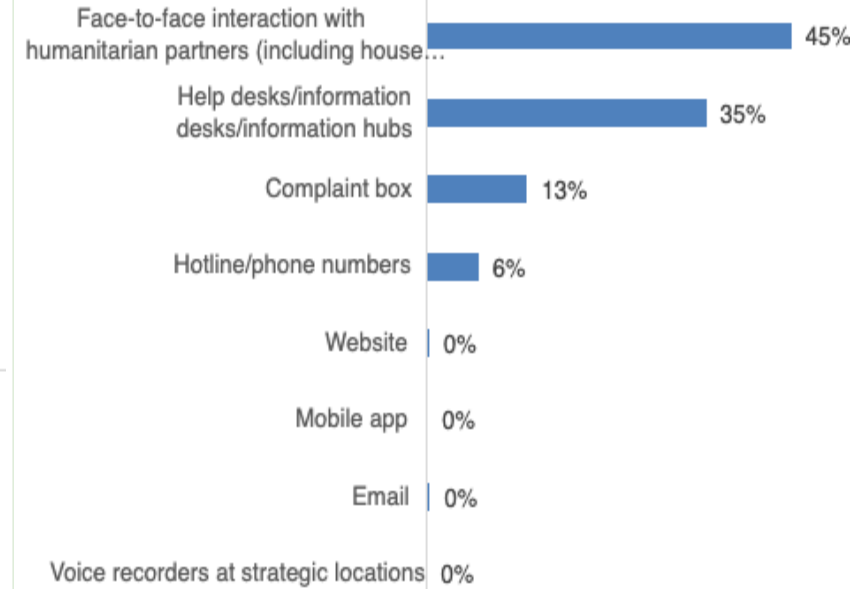 Face-to-face interaction with
humanitarian partners (including house...
45%
Help desks/information
desks/information hubs
35%
Complaint box
13%
Hotline/phone numbers
6%
Website
0%
Mobile app
0%
Email
0%
Voice recorders at strategic locations
0%